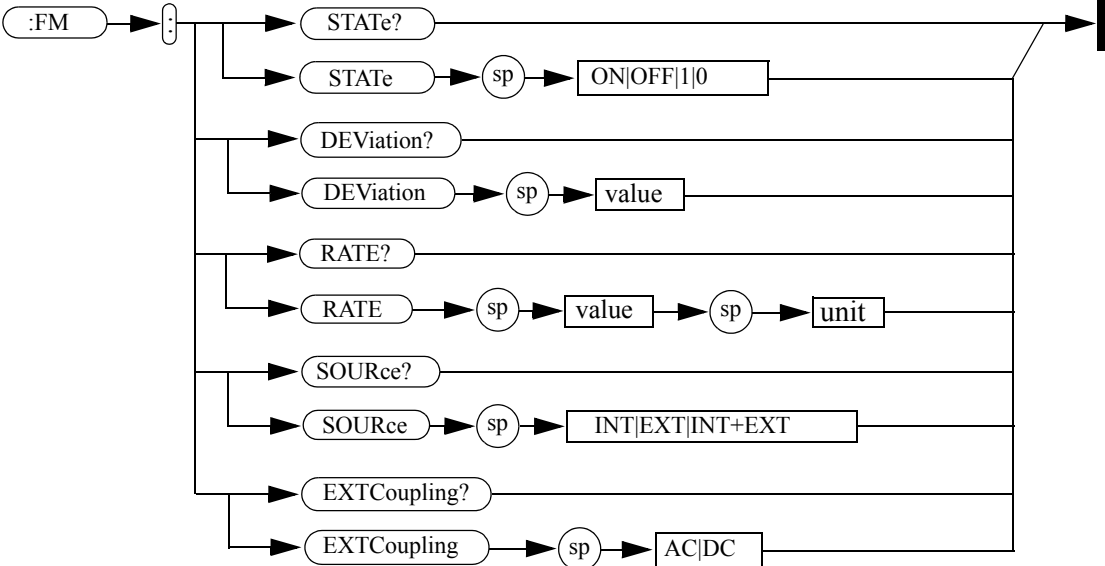 :FM : STATe?
STATe sp ON|OFF|1|0
DEViation?
DEViation sp value
RATE?
RATE sp value sp unit
SOURce?
SOURce sp INT|EXT|INT+EXT
EXTCoupling?
EXTCoupling sp AC|DC